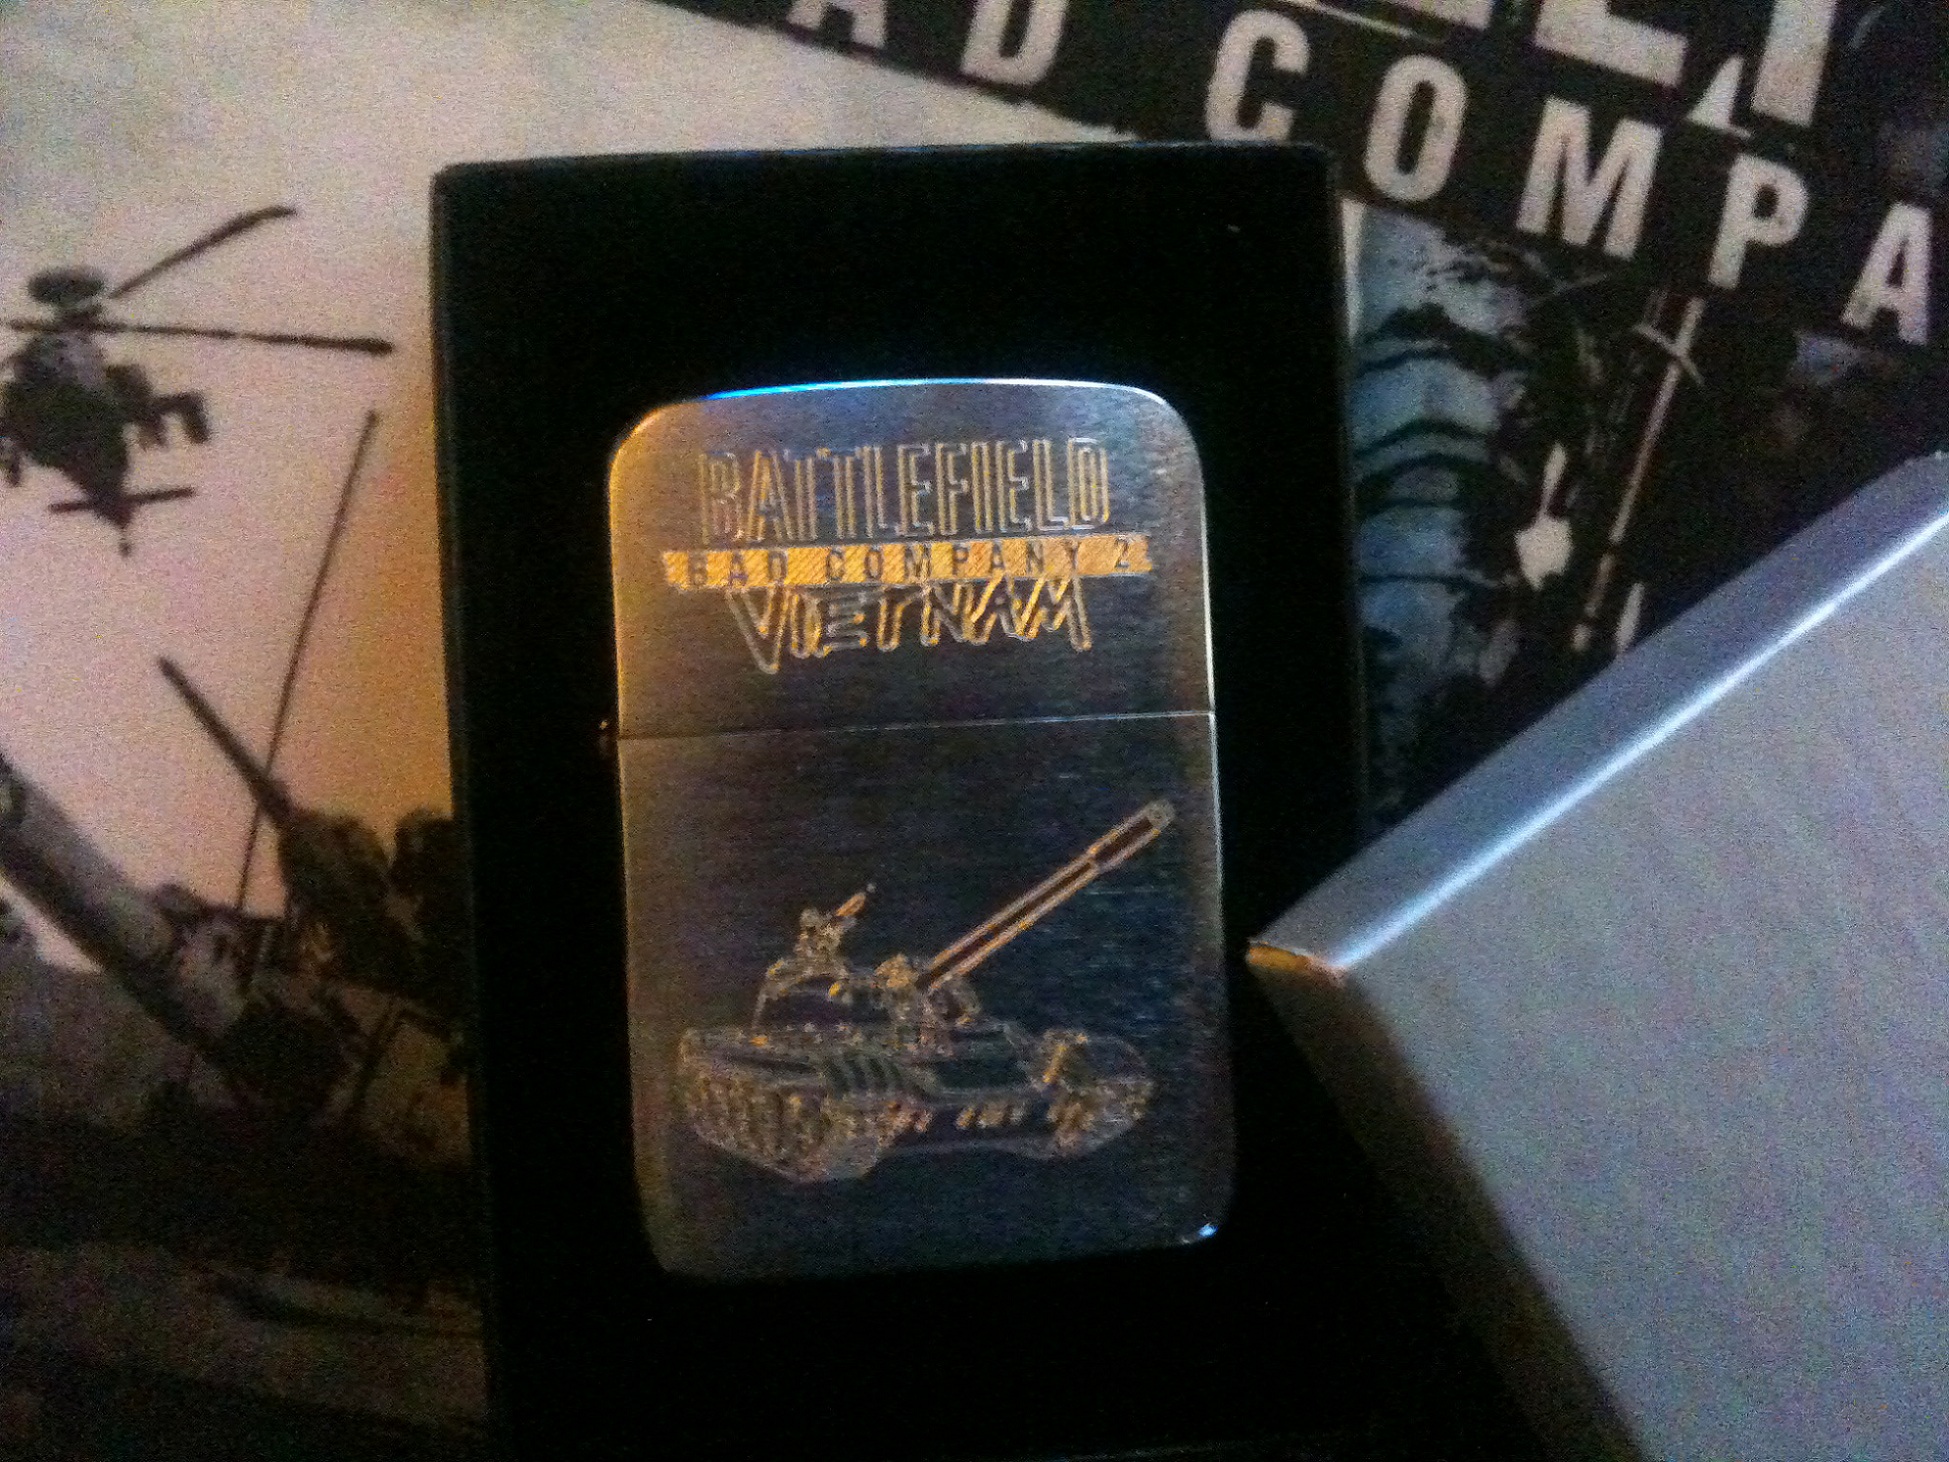 AD COMPA
BATTLEFIELD
BAD COMPANY 2
VIETNAM